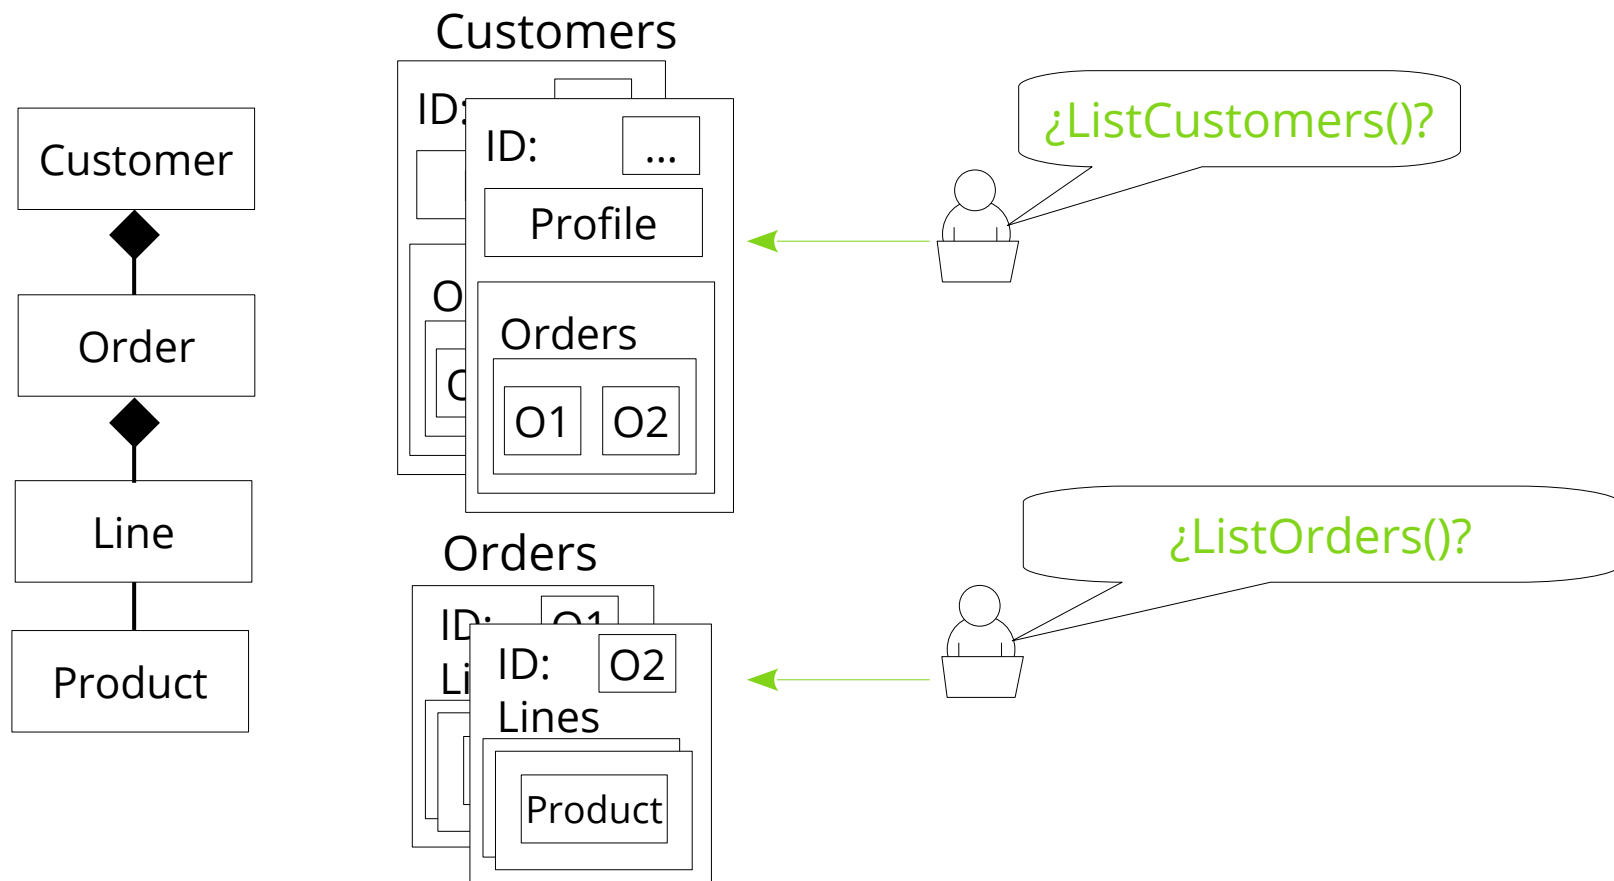 Customer
Order
Line
Product
Customers
ID:
ID:
...
Profile
Orders
O1
O2
Orders
ID:
O1
ID:
O2
Lines
Product
¿ListCustomers()?
¿ListOrders()?